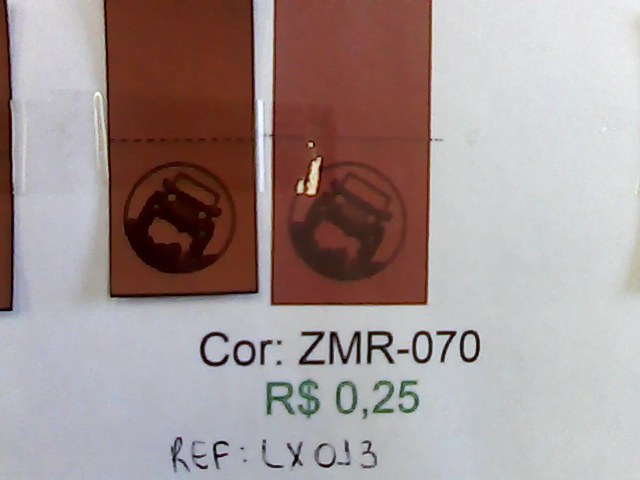 Cor: ZMR-070
R$ 0,25
REF: LX013